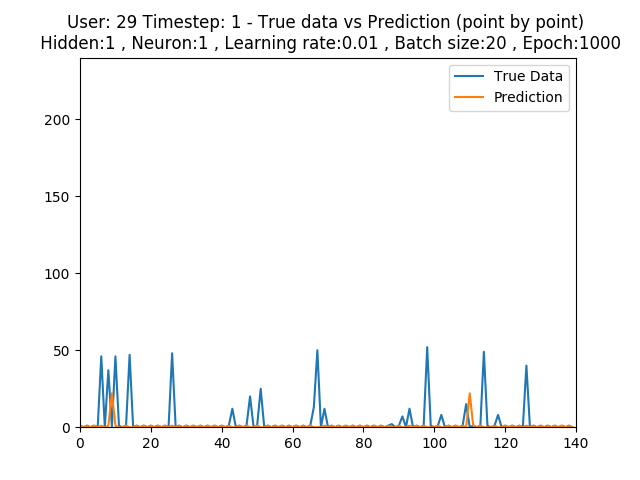 User: 29 Timestep: 1 - True data vs Prediction (point by point)
Hidden:1 , Neuron:1 , Learning rate:0.01 , Batch size:20 , Epoch:1000
True Data
Prediction
200
150
100
50
0
0 20 40 60 80 100 120 140